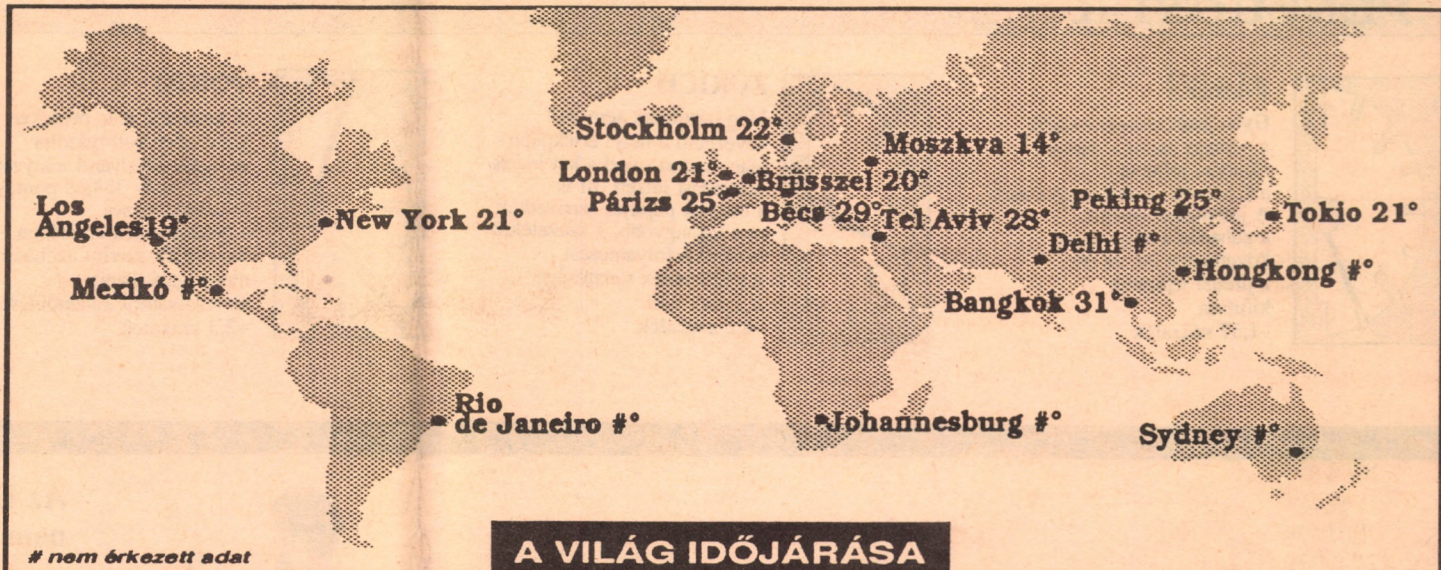 Stockholm 22°
Moszkva 14°
London 21°
Brüsszel 20°
Párizs 25
Bécs 29°
Tel Aviv 28°
Peking 25°
Tokio 21°
Los
Angeles 19°
New York 21°
Delhi #°
Hongkong #°
Mexikó #°
Bangkok 31°
Rio
de Janeiro #°
Johannesburg #°
Sydney #°
# nem érkezett adat
A VILÁG IDŐJÁRÁSA